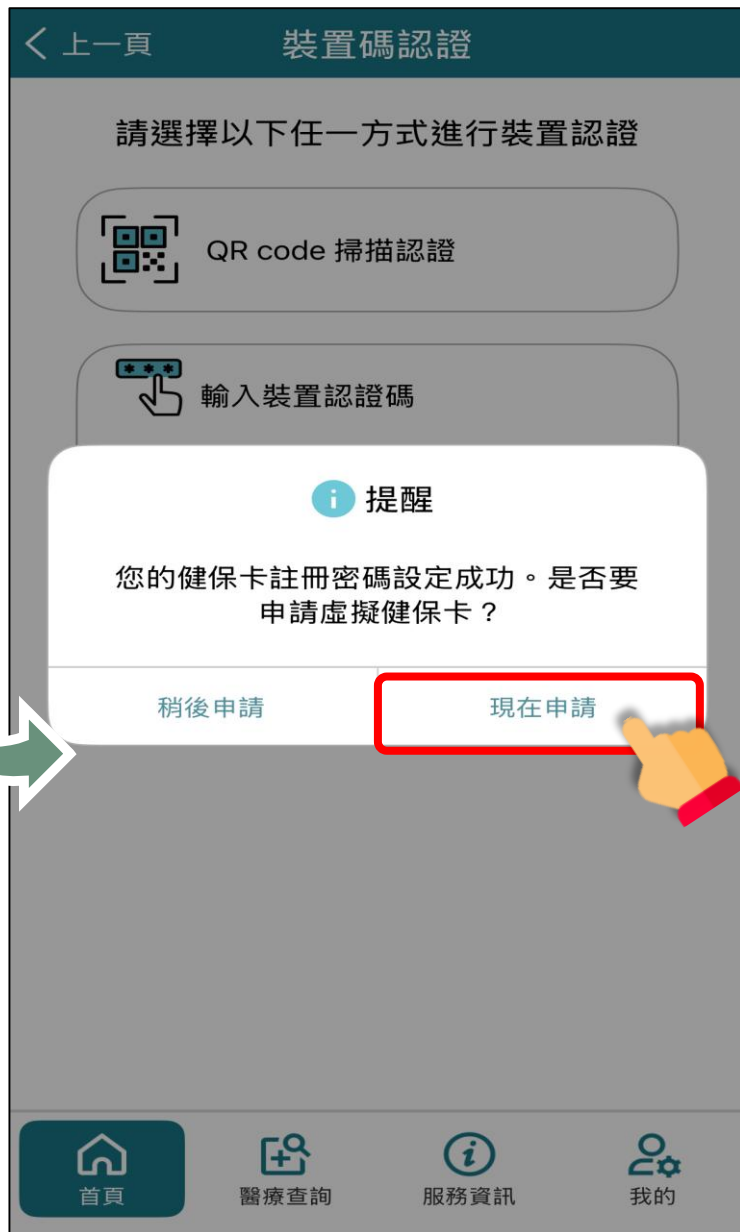 上一頁 裝置碼認證
請選擇以下任一方式進行裝置認證
QR code 掃描認證
***
輸入裝置認證碼
i 提醒
您的健保卡註冊密碼設定成功。是否要
申請虛擬健保卡？
稍後申請 現在申請
首頁 醫療查詢 服務資訊 我的